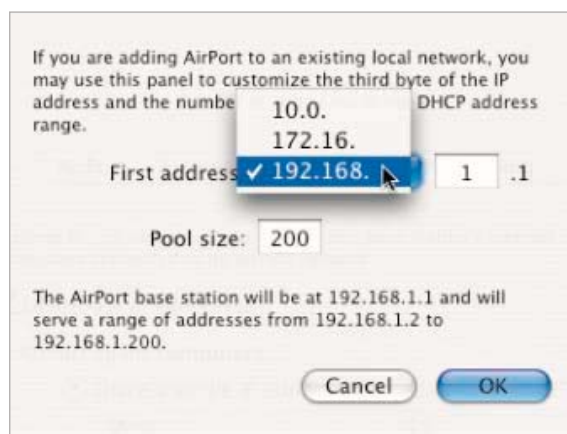 If you are adding AirPort to an existing local network, you
may use this panel to customize the third byte of the IP
address and the numbe DHCP address
range.
10.0.
172.16.
First address ✓ 192.168. 1 .1
Pool size: 200
The AirPort base station will be at 192.168.1.1 and will
serve a range of addresses from 192.168.1.2 to
192.168.1.200.
Cancel OK